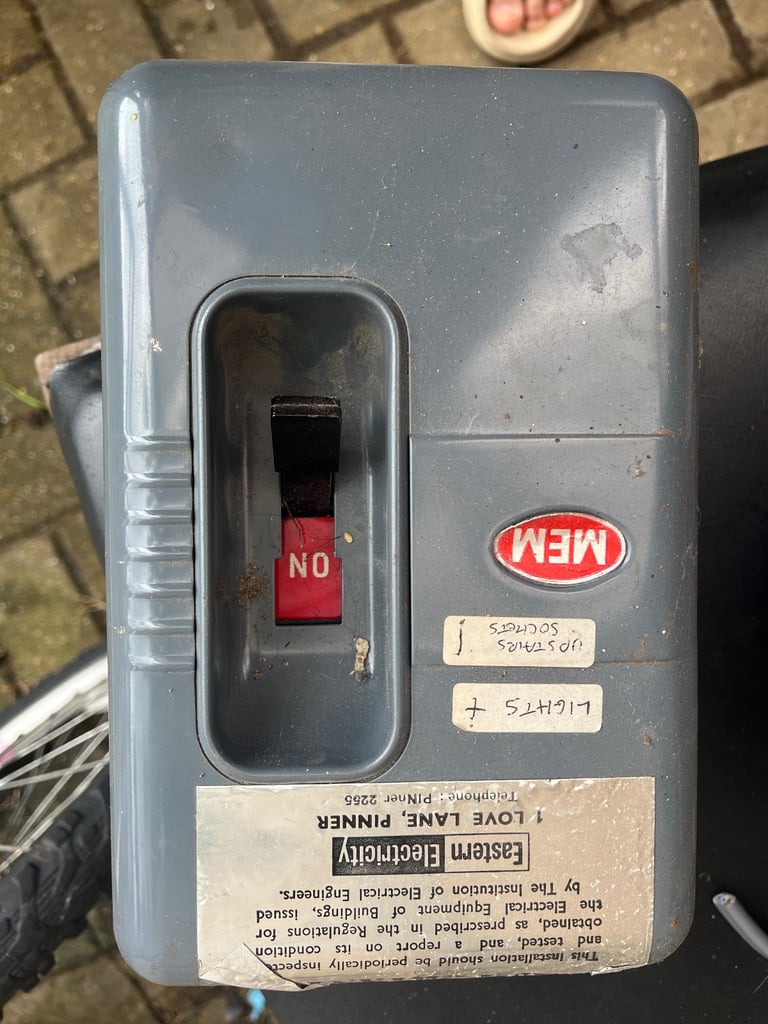 This installation should be periodically inspecte
and tested, and a report on its condition
obtained, as prescribed in the Regulations for
the Electrical Equipment of Buildings, issued
by The Institution of Electrical Engineers.
Eastern Electricity
1 LOVE LANE, PINNER
Telephone : PINner 2255
LIGHTS +
UPSTAIRS
SOCKETS
MEM
ON